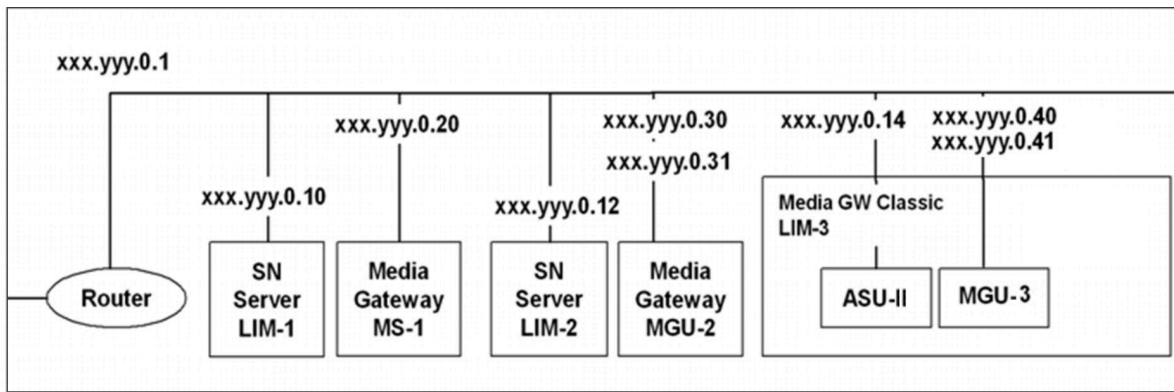 xxx.yyy.0.1
xxx.yyy.0.20
xxx.yyy.0.30
xxx.yyy.0.31
xxx.yyy.0.14
xxx.yyy.0.40
xxx.yyy.0.41
xxx.yyy.0.10
xxx.yyy.0.12
Media GW Classic
LIM-3
Router
SN
Server
LIM-1
Media
Gateway
MS-1
SN
Server
LIM-2
Media
Gateway
MGU-2
ASU-II
MGU-3